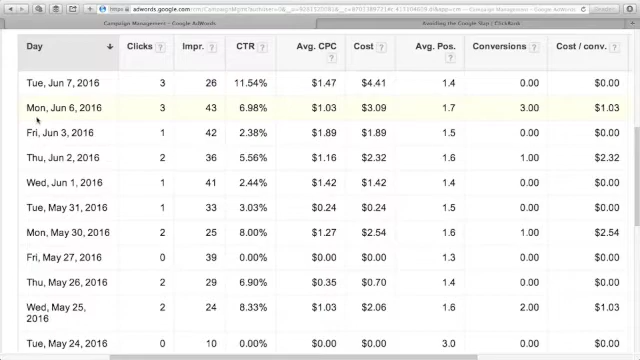 adwords.google.com
Campaign Management – Google AdWords
Avoiding the Google Slap | ClickBank
Day Clicks ? Impr. ? CTR ? Avg. CPC ? Cost ? Avg. Pos. ? Conversions ? Cost / conv. ?
Tue, Jun 7, 2016 3 26 11.54% $1.47 $4.41 1.4 0.00 $0.00
Mon, Jun 6, 2016 3 43 6.98% $1.03 $3.09 1.7 3.00 $1.03
Fri, Jun 3, 2016 1 42 2.38% $1.89 $1.89 1.5 0.00 $0.00
Thu, Jun 2, 2016 2 36 5.56% $1.16 $2.32 1.6 1.00 $2.32
Wed, Jun 1, 2016 1 41 2.44% $1.42 $1.42 1.4 0.00 $0.00
Tue, May 31, 2016 1 33 3.03% $0.24 $0.24 1.5 0.00 $0.00
Mon, May 30, 2016 2 25 8.00% $1.27 $2.54 1.6 1.00 $2.54
Fri, May 27, 2016 0 39 0.00% $0.00 $0.00 1.3 0.00 $0.00
Thu, May 26, 2016 2 29 6.90% $0.35 $0.70 1.4 0.00 $0.00
Wed, May 25, 2016 2 24 8.33% $1.03 $2.06 1.6 2.00 $1.03
Tue, May 24, 2016 0 10 0.00% $0.00 $0.00 3.0 0.00 $0.00